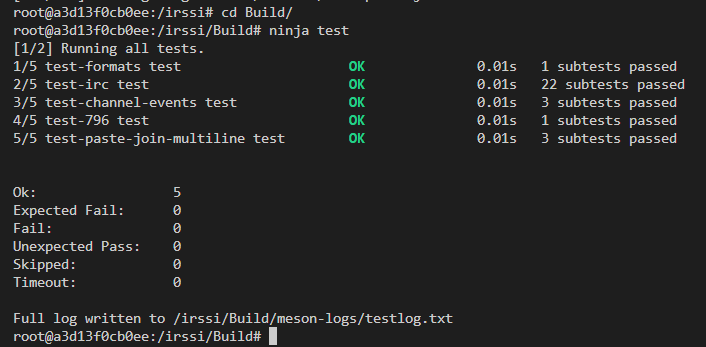 root@a3d13f0cb0ee:/irssi# cd Build/
root@a3d13f0cb0ee:/irssi/Build# ninja test
[1/2] Running all tests.
1/5 test-formats test OK 0.01s 1 subtests passed
2/5 test-irc test OK 0.01s 22 subtests passed
3/5 test-channel-events test OK 0.01s 3 subtests passed
4/5 test-796 test OK 0.01s 1 subtests passed
5/5 test-paste-join-multiline test OK 0.01s 3 subtests passed
Ok: 5
Expected Fail: 0
Fail: 0
Unexpected Pass: 0
Skipped: 0
Timeout: 0
Full log written to /irssi/Build/meson-logs/testlog.txt
root@a3d13f0cb0ee:/irssi/Build#